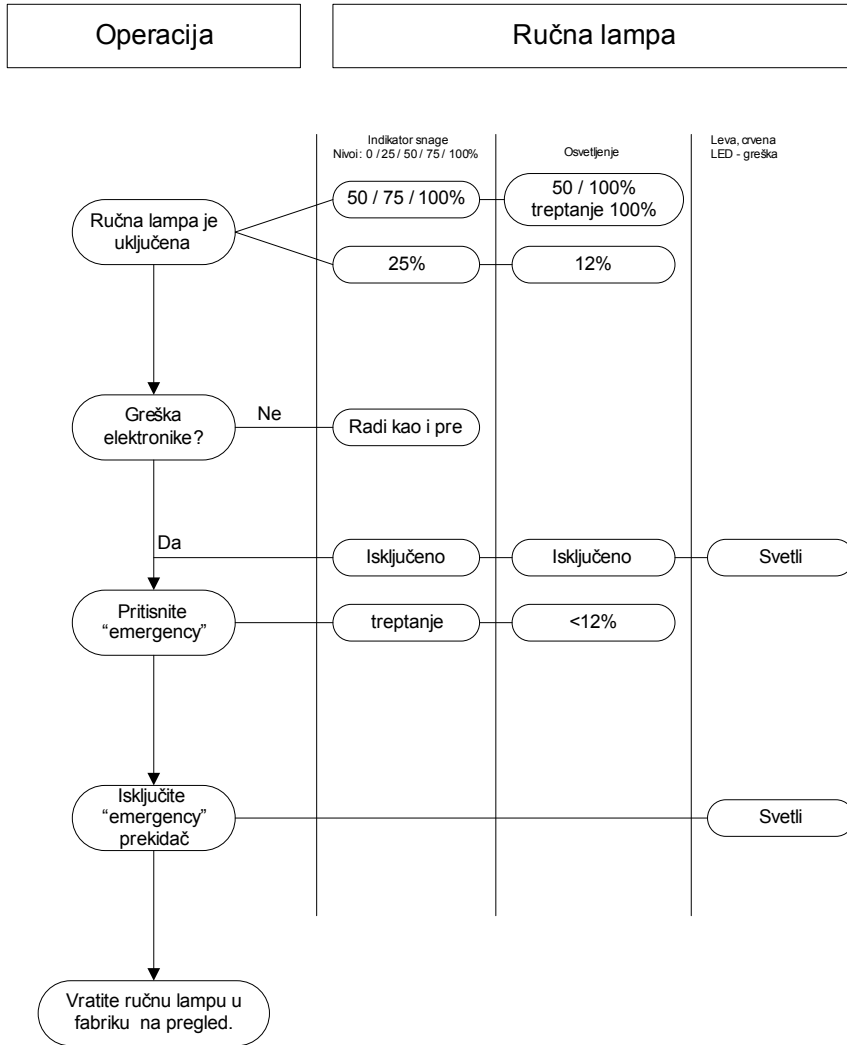 Operacija
Ručna lampa
Indikator snage
Nivoi: 0 / 25 / 50 / 75 / 100%
Osvetljenje
Leva, crvena
LED - greška
Ručna lampa je
uključena
50 / 75 / 100%
50 / 100%
treptanje 100%
25%
12%
Greška
elektronike?
Ne
Radi kao i pre
Da
Isključeno
Isključeno
Svetli
Pritisnite
“emergency”
treptanje
<12%
Isključite
“emergency”
prekidač
Svetli
Vratite ručnu lampu u
fabriku na pregled.